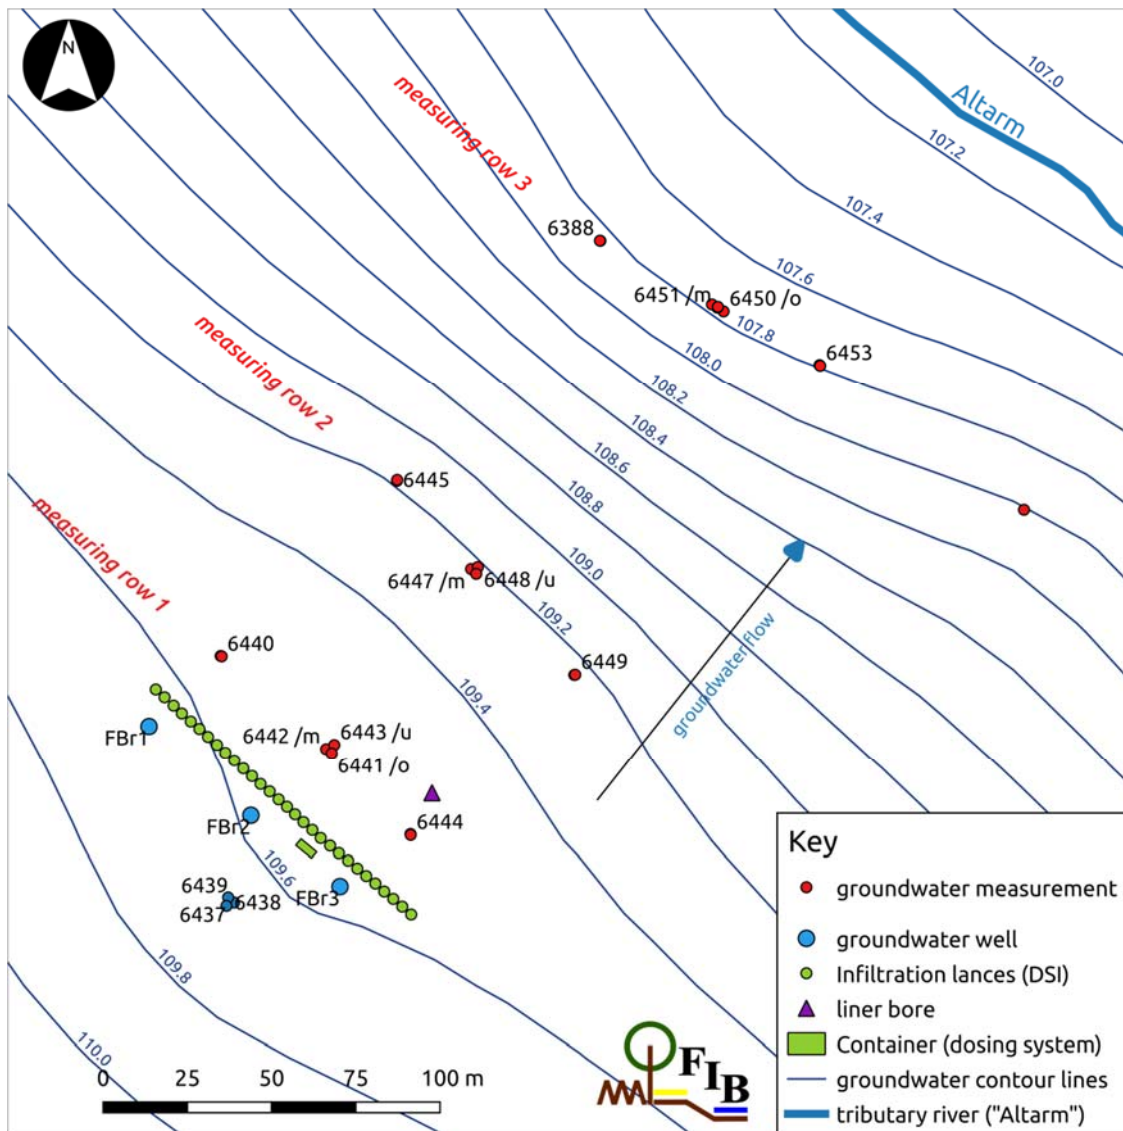 N
107.0
Altarm
107.2
measuring row 3
107.4
6388
107.6
6451 /m
6450 /o
107.8
measuring row 2
108.0
6453
108.2
108.4
108.6
6445
108.8
measuring row 1
109.0
6447 /m
6448 /u
109.2
groundwater flow
6440
6449
109.4
FBr1
6442 /m
6443 /u
6441 /o
FBr2
6444
109.6
6439
6438
6437
FBr3
109.8
110.0
0 25 50 100 m
FIB
Key
groundwater measurement
groundwater well
Infiltration lances (DSI)
liner bore
Container (dosing system)
groundwater contour lines
tributary river ("Altarm")